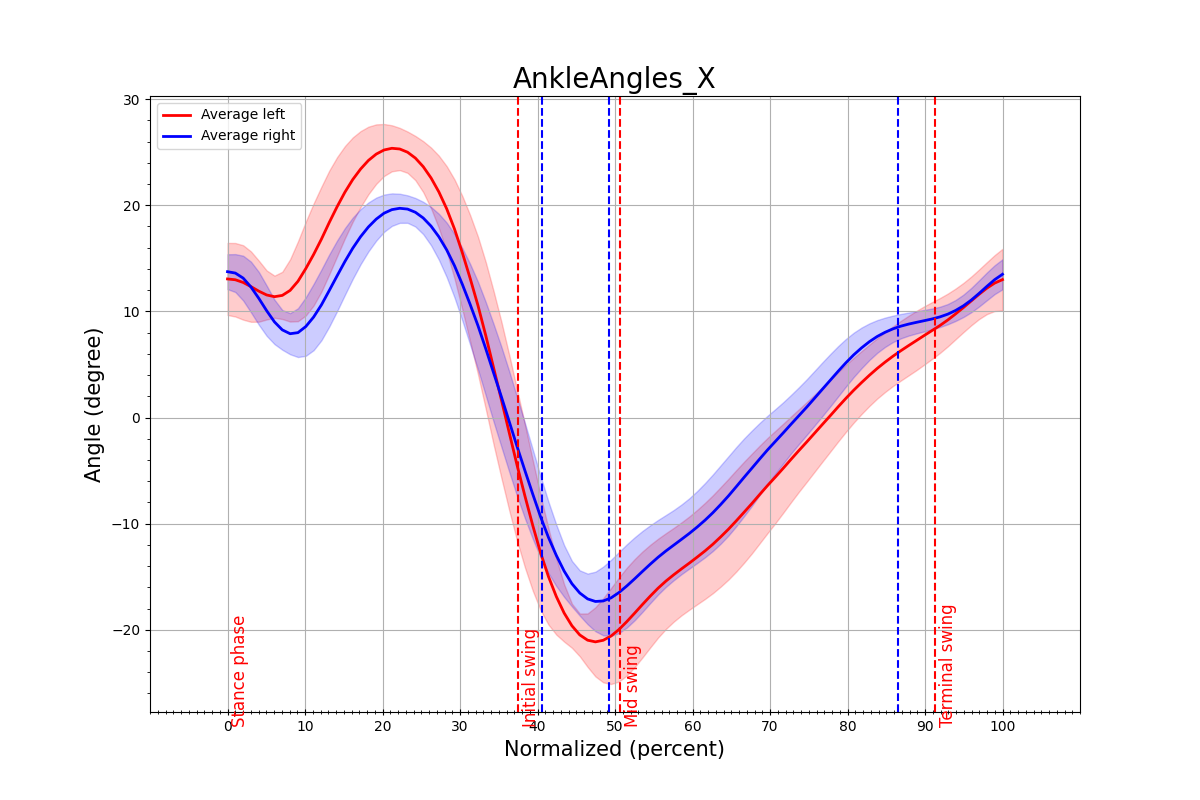 AnkleAngles_X
Average left
Average right
30
20
10
0
−10
−20
Angle (degree)
Stance phase
Initial swing
Mid swing
Terminal swing
0 10 20 30 40 50 60 70 80 90 100
Normalized (percent)